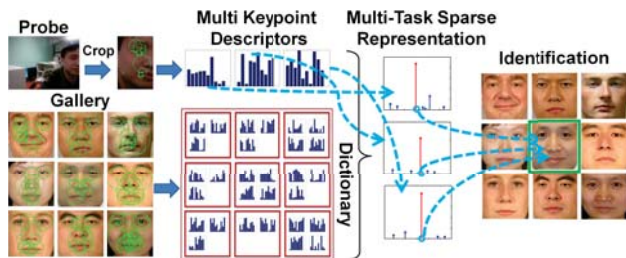 Probe
Crop
Multi Keypoint
Descriptors
Multi-Task Sparse
Representation
Identification
Gallery
Dictionary